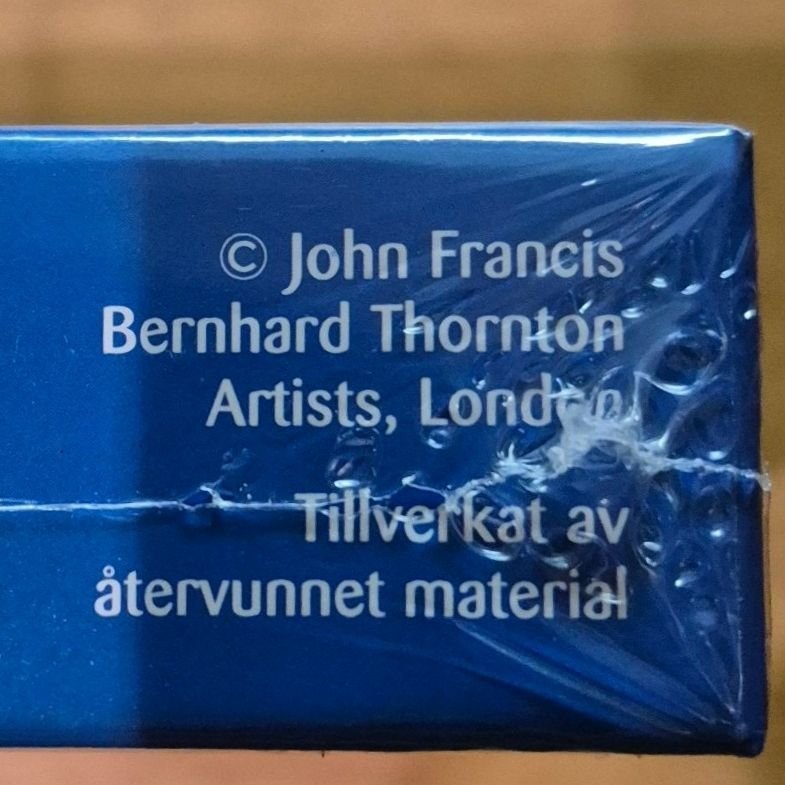 © John Francis
Bernhard Thornton
Artists, London
Tillverkat av
återvunnet material